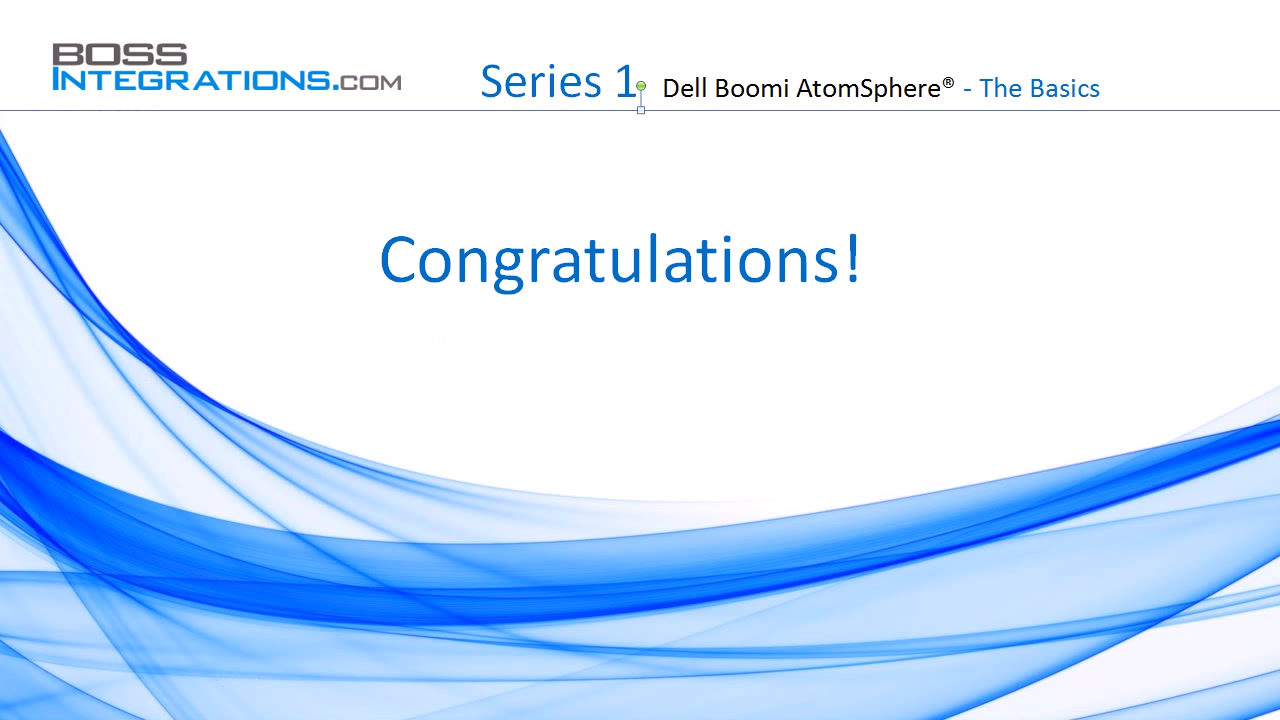 BOSS
INTEGRATIONS.COM
Series 1 Dell Boomi AtomSphere® - The Basics
Congratulations!